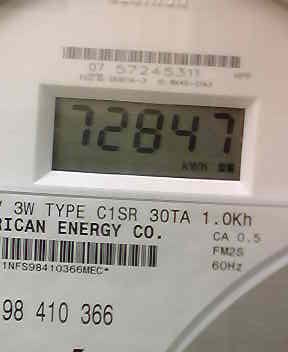 07 57245311
72847
kWH
V 3W TYPE C1SR 30TA 1.0Kh
RICAN ENERGY CO. CA 0.5
FM2S
1NFS98410366MEC* 60Hz
98 410 366